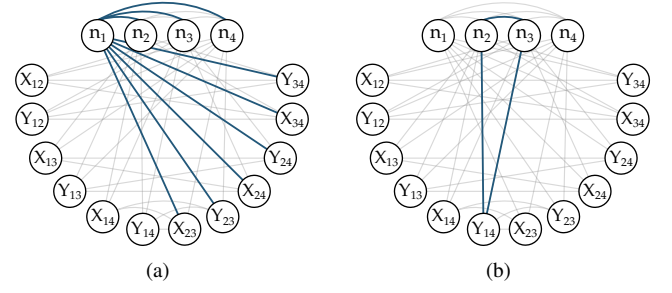 n₁ n₂ n₃ n₄ n₁ n₂ n₃ n₄
X₁₂ Y₃₄ X₁₂ Y₃₄
Y₁₂ X₃₄ Y₁₂ X₃₄
X₁₃ Y₂₄ X₁₃ Y₂₄
Y₁₃ X₂₄ Y₁₃ X₂₄
X₁₄ Y₂₃ X₁₄ Y₂₃
Y₁₄ X₂₃ Y₁₄ X₂₃
(a) (b)